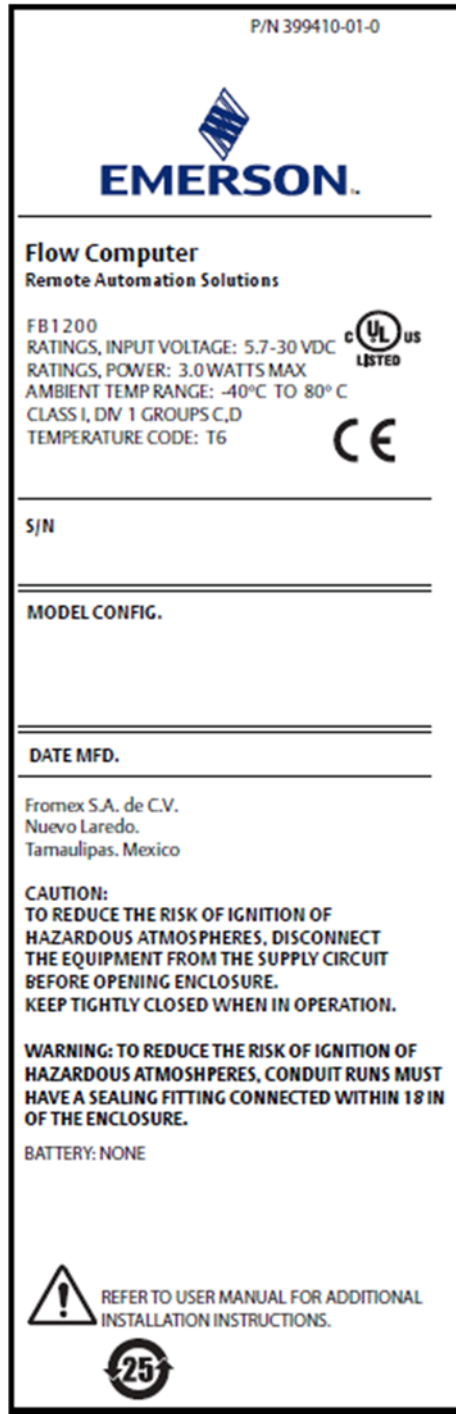 P/N 399410-01-0
EMERSON
Flow Computer
Remote Automation Solutions
FB1200
RATINGS, INPUT VOLTAGE: 5.7-30 VDC
C UL US
LISTED
RATINGS, POWER: 3.0 WATTS MAX
AMBIENT TEMP RANGE: -40°C TO 80° C
CLASS I, DIV 1 GROUPS C,D
TEMPERATURE CODE: T6
CE
S/N
MODEL CONFIG.
DATE MFD.
Fromex S.A. de C.V.
Nuevo Laredo.
Tamaulipas. Mexico
CAUTION:
TO REDUCE THE RISK OF IGNITION OF
HAZARDOUS ATMOSPHERES, DISCONNECT
THE EQUIPMENT FROM THE SUPPLY CIRCUIT
BEFORE OPENING ENCLOSURE.
KEEP TIGHTLY CLOSED WHEN IN OPERATION.
WARNING: TO REDUCE THE RISK OF IGNITION OF
HAZARDOUS ATMOSHPERES, CONDUIT RUNS MUST
HAVE A SEALING FITTING CONNECTED WITHIN 18 IN
OF THE ENCLOSURE.
BATTERY: NONE
REFER TO USER MANUAL FOR ADDITIONAL
INSTALLATION INSTRUCTIONS.
25